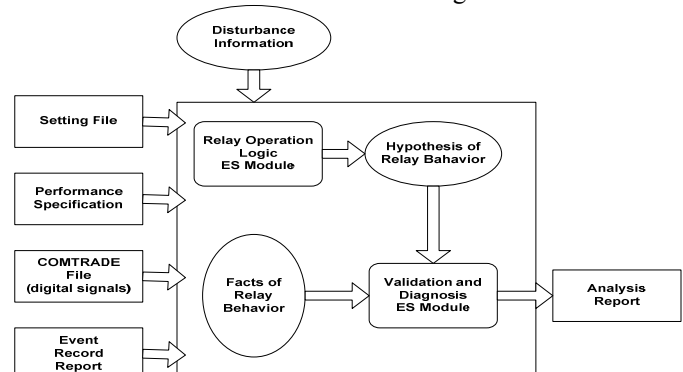 Disturbance
Information
Setting File
Relay Operation
Logic
ES Module
Hypothesis of
Relay Bahavior
Performance
Specification
COMTRADE
File
(digital signals)
Facts of
Relay
Behavior
Validation and
Diagnosis
ES Module
Analysis
Report
Event
Record
Report